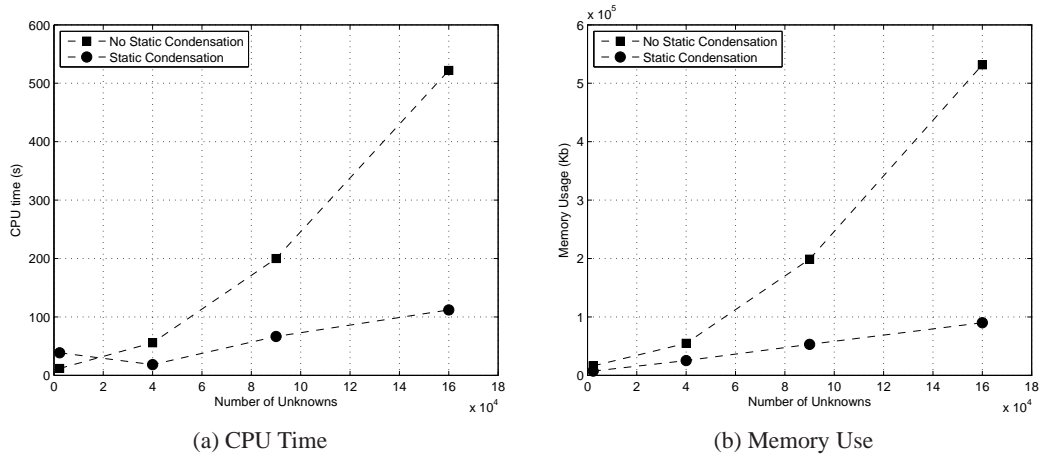 600
500
400
300
200
100
0
CPU time (s)
No Static Condensation
Static Condensation
0 2 4 6 8 10 12 14 16 18
Number of Unknowns
x 10^4
(a) CPU Time
x 10^5
6
5
4
3
2
1
0
Memory Usage (Kb)
No Static Condensation
Static Condensation
0 2 4 6 8 10 12 14 16 18
Number of Unknowns
x 10^4
(b) Memory Use